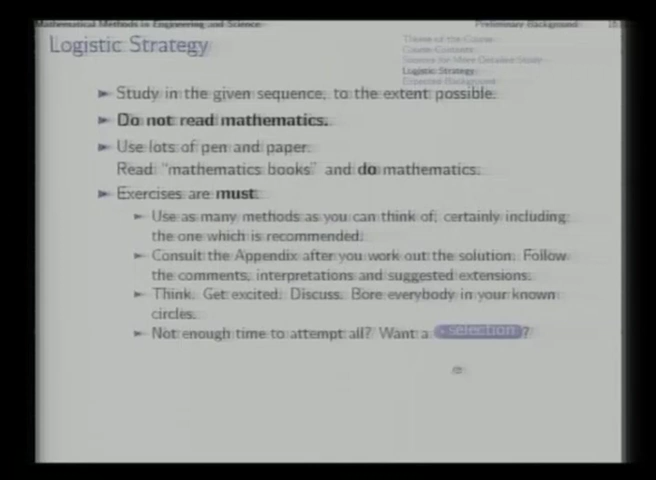 Mathematical Methods in Engineering and Science
Preliminary Background
Logistic Strategy
Theme of the Course
Course Contents
Sources for More Detailed Study
Logistic Strategy
Expected Background
Study in the given sequence, to the extent possible.
Do not read mathematics.
Use lots of pen and paper.
Read "mathematics books" and do mathematics.
Exercises are must.
Use as many methods as you can think of, certainly including
the one which is recommended.
Consult the Appendix after you work out the solution. Follow
the comments, interpretations and suggested extensions.
Think. Get excited. Discuss. Bore everybody in your known
circles.
Not enough time to attempt all? Want a selection?